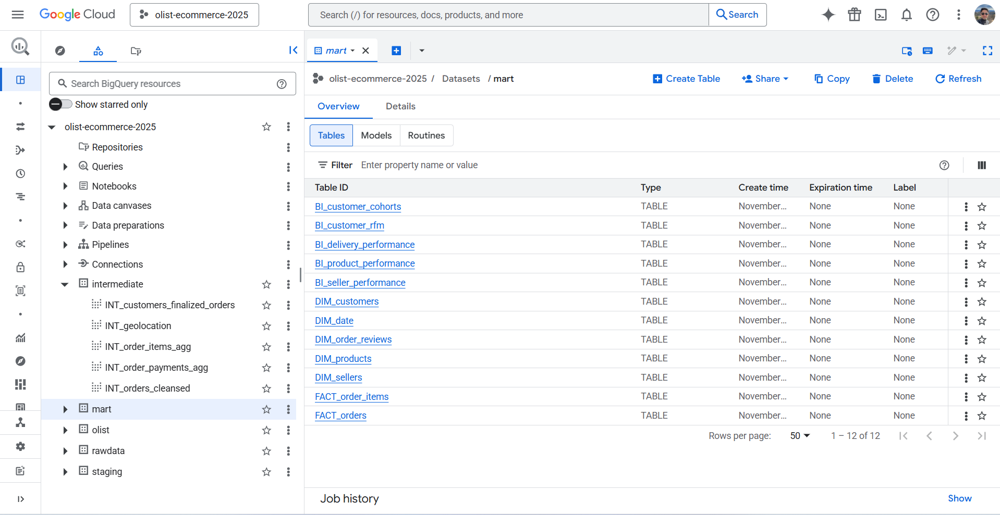 Google Cloud
olist-ecommerce-2025
Search (/) for resources, docs, products, and more
Search
Search BigQuery resources
Show starred only
olist-ecommerce-2025
Repositories
Queries
Notebooks
Data canvases
Data preparations
Pipelines
Connections
intermediate
INT_customers_finalized_orders
INT_geolocation
INT_order_items_agg
INT_order_payments_agg
INT_orders_cleansed
mart
olist
rawdata
staging
mart
olist-ecommerce-2025 / Datasets / mart
Create Table Share Copy Delete Refresh
Overview Details
Tables Models Routines
Filter Enter property name or value
Table ID Type Create time Expiration time Label
BI_customer_cohorts TABLE November... None None
BI_customer_rfm TABLE November... None None
BI_delivery_performance TABLE November... None None
BI_product_performance TABLE November... None None
BI_seller_performance TABLE November... None None
DIM_customers TABLE November... None None
DIM_date TABLE November... None None
DIM_order_reviews TABLE November... None None
DIM_products TABLE November... None None
DIM_sellers TABLE November... None None
FACT_order_items TABLE November... None None
FACT_orders TABLE November... None None
Rows per page: 50 1 – 12 of 12
Job history Show